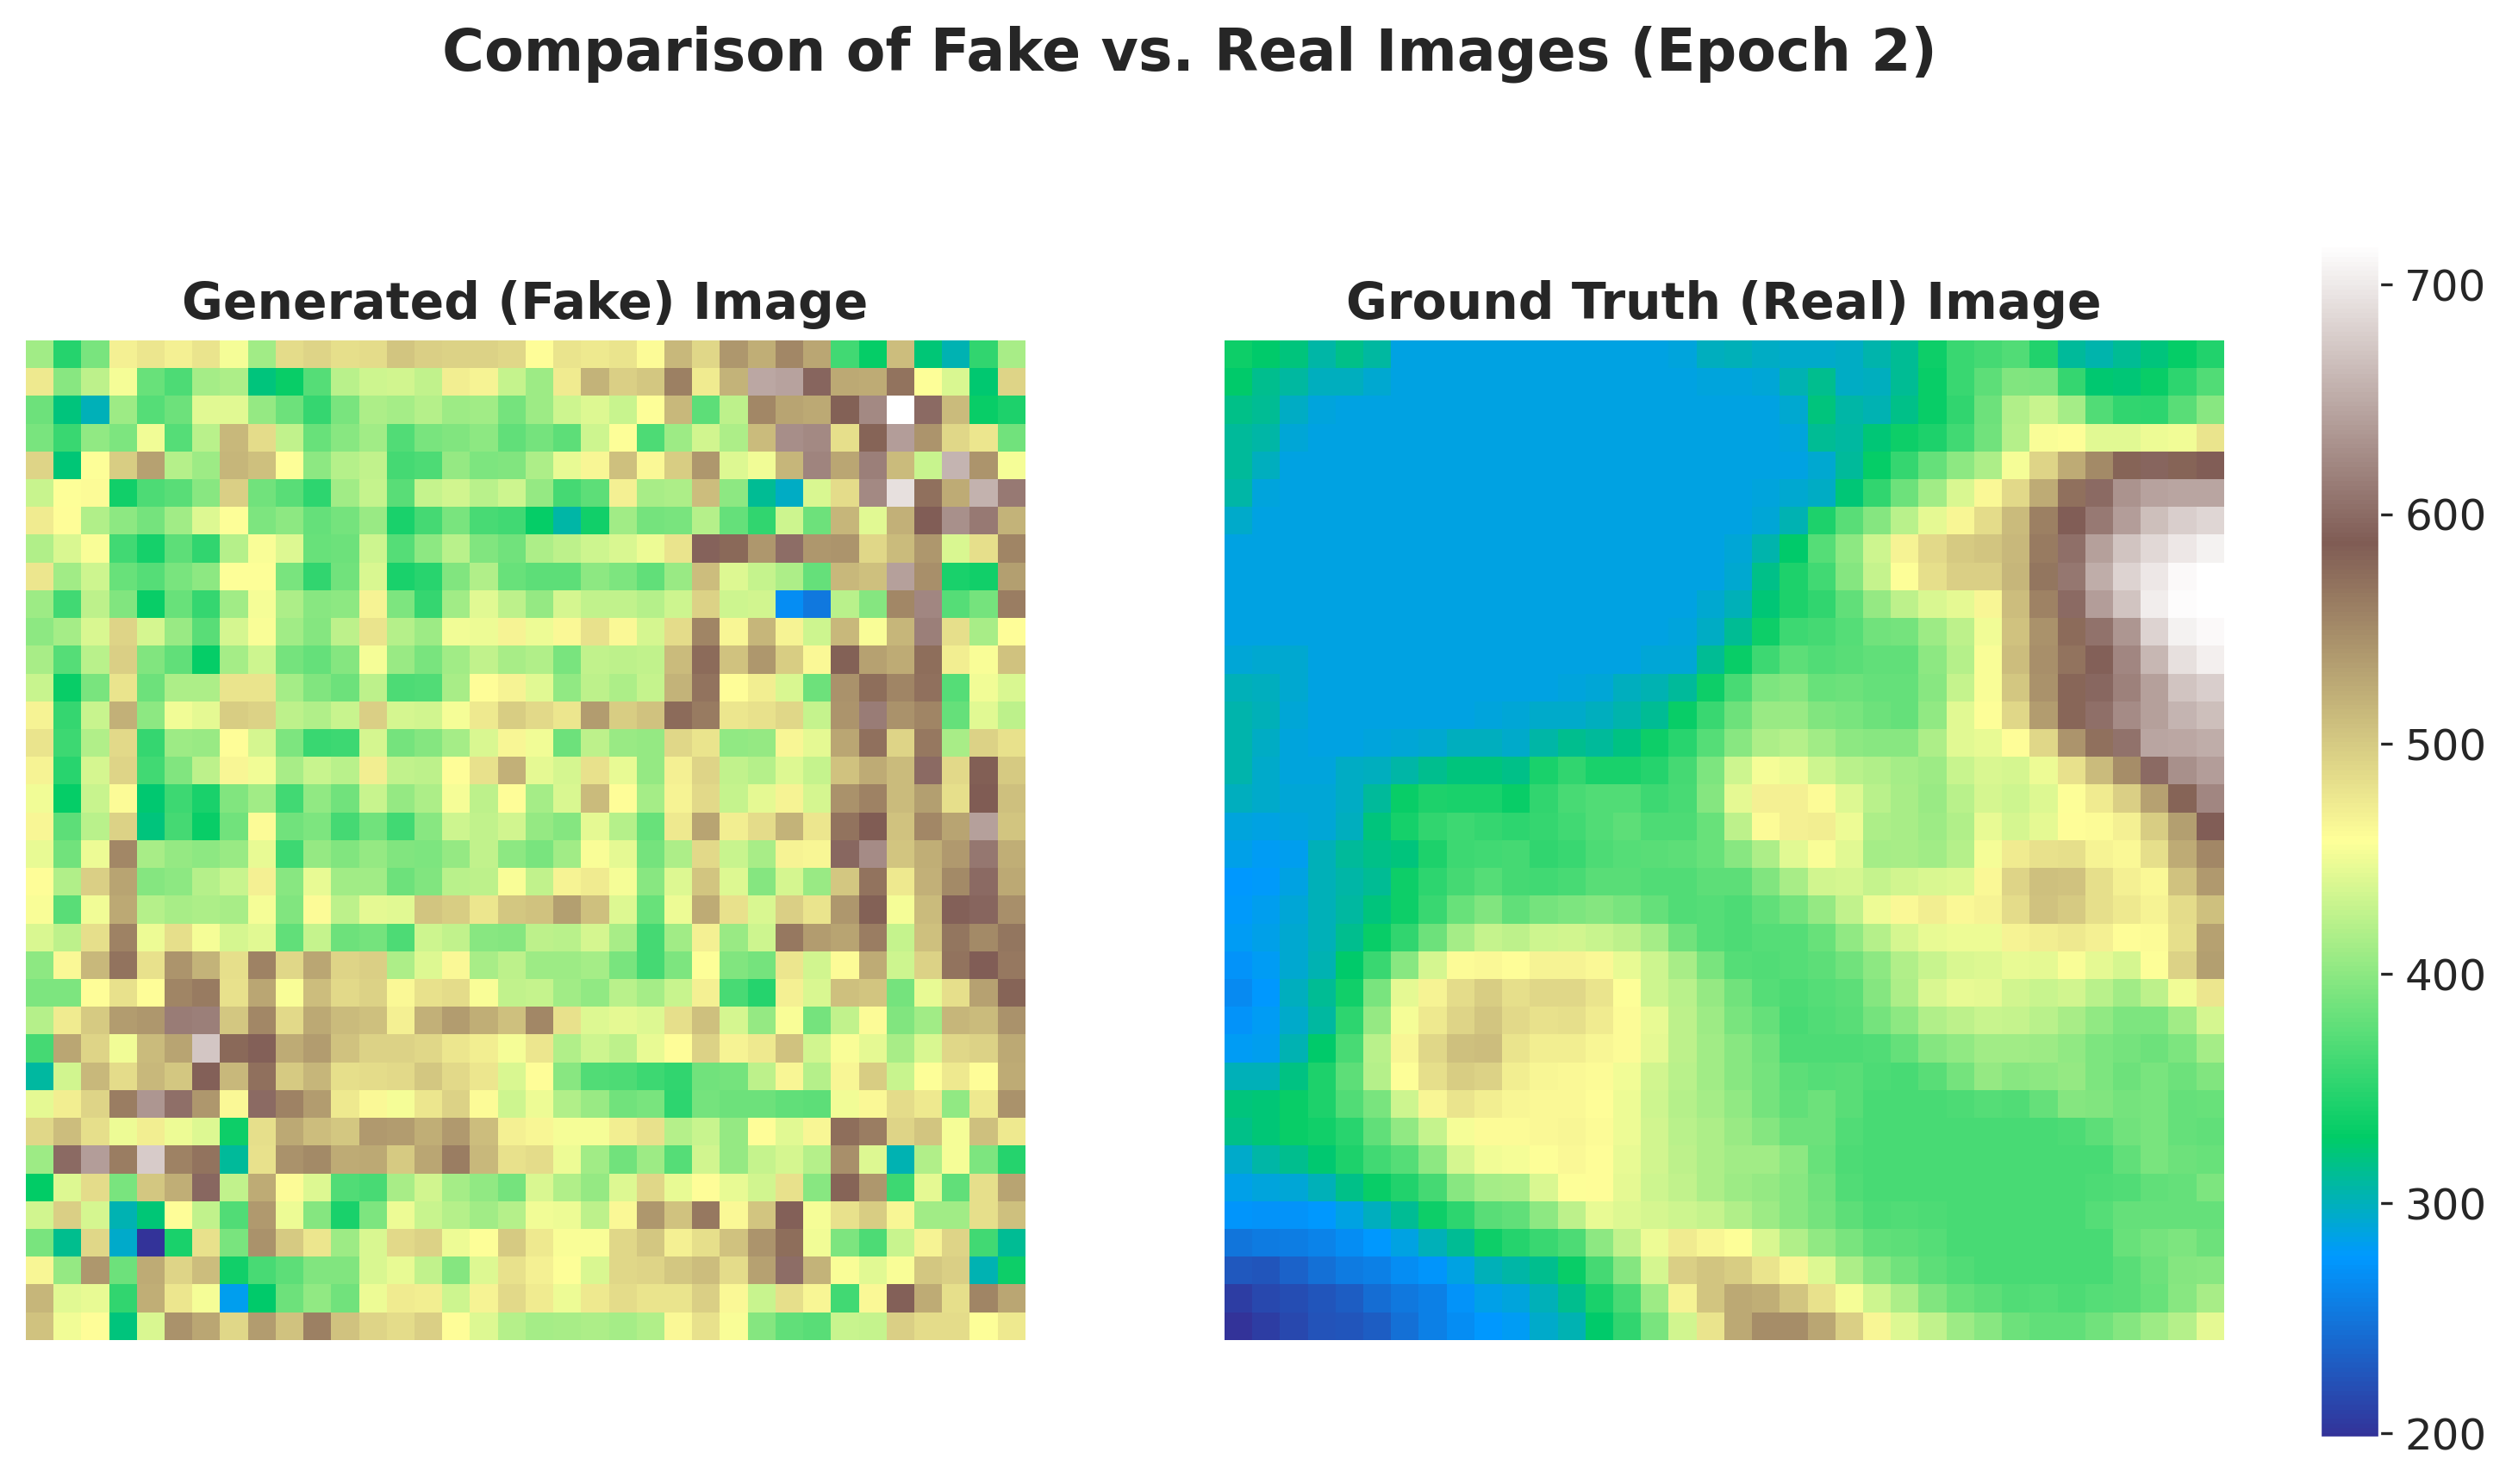 Comparison of Fake vs. Real Images (Epoch 2)
Generated (Fake) Image
Ground Truth (Real) Image
700
600
500
400
300
200